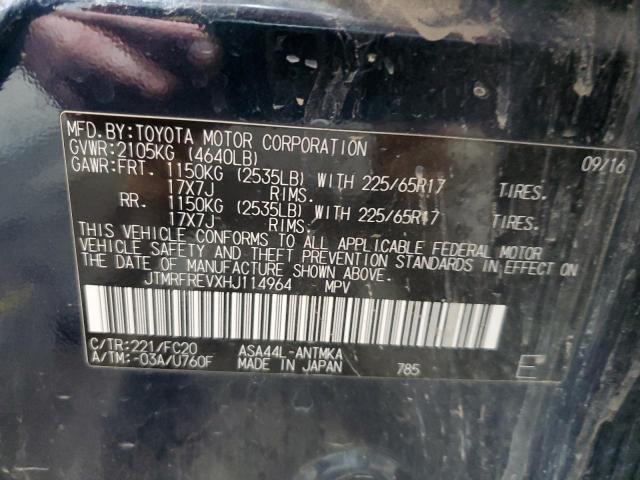 MFD.BY:TOYOTA MOTOR CORPORATION 09/16
GVWR:2105KG (4640LB)
GAWR:FRT. 1150KG (2535LB) WITH 225/65R17 TIRES.
17X7J RIMS.
RR. 1150KG (2535LB) WITH 225/65R17 TIRES.
17X7J RIMS.
THIS VEHICLE CONFORMS TO ALL APPLICABLE FEDERAL MOTOR
VEHICLE SAFETY AND THEFT PREVENTION STANDARDS IN EFFECT ON
THE DATE OF MANUFACTURE SHOWN ABOVE.
JTMRFREVXHJ114964 MPV
C/TR:221/FC20 ASA44L-ANTMKA
A/TM:-03A/U760F MADE IN JAPAN 785 E